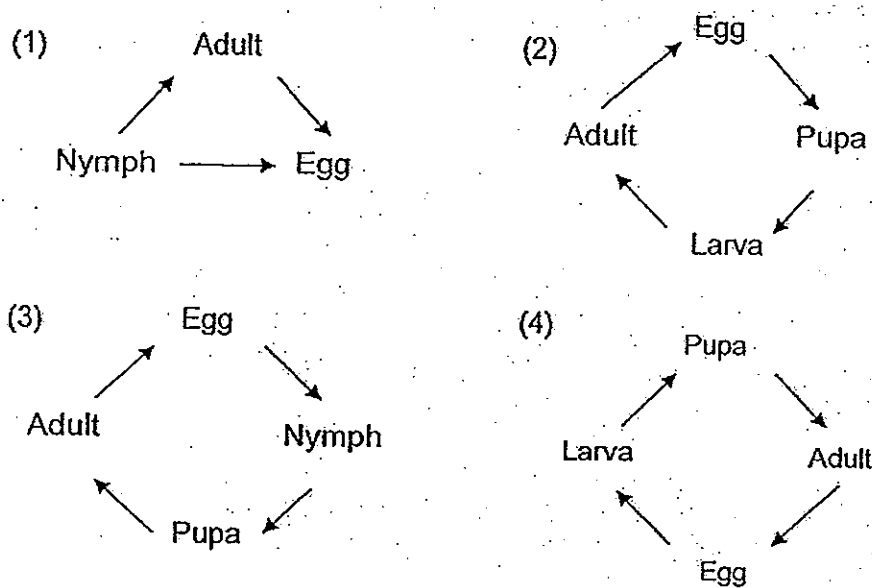 (1)
Adult
Nymph
Egg
(2)
Egg
Adult
Pupa
Larva
(3)
Egg
Adult
Nymph
Pupa
(4)
Pupa
Larva
Adult
Egg